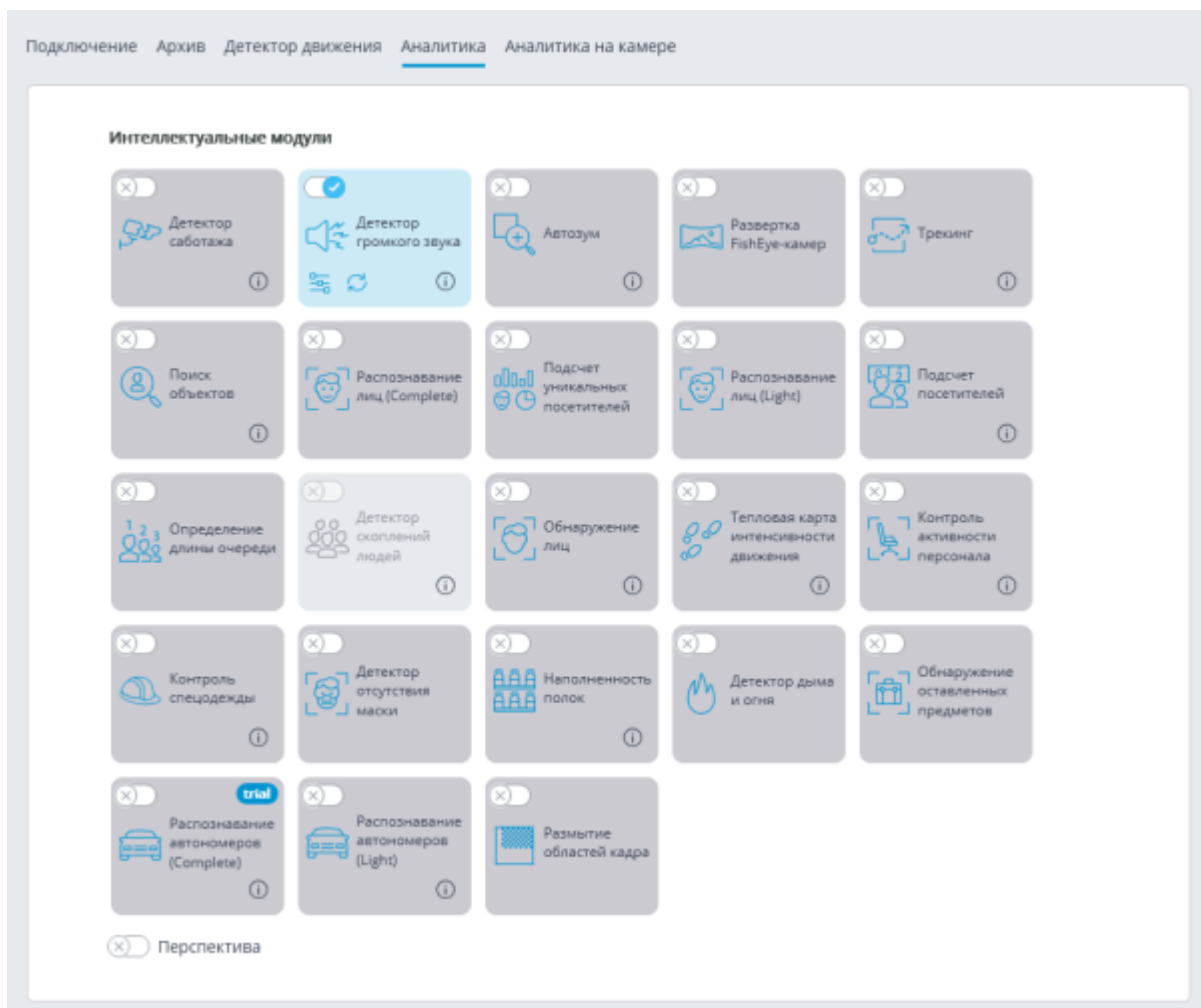 Подключение Архив Детектор движения Аналитика Аналитика на камере
Интеллектуальные модули
Детектор
саботажа
Детектор
громкого звука
Автозум
Развертка
FishEye-камер
Трекинг
Поиск
объектов
Распознавание
лиц (Complete)
Подсчет
уникальных
посетителей
Распознавание
лиц (Light)
Подсчет
посетителей
Определение
длины очереди
Детектор
скоплений
людей
Обнаружение
лиц
Тепловая карта
интенсивности
движения
Контроль
активности
персонала
Контроль
спецодежды
Детектор
отсутствия
маски
Наполненность
полок
Детектор дыма
и огня
Обнаружение
оставленных
предметов
trial
Распознавание
автономеров
(Complete)
Распознавание
автономеров
(Light)
Размытие
областей кадра
Перспектива